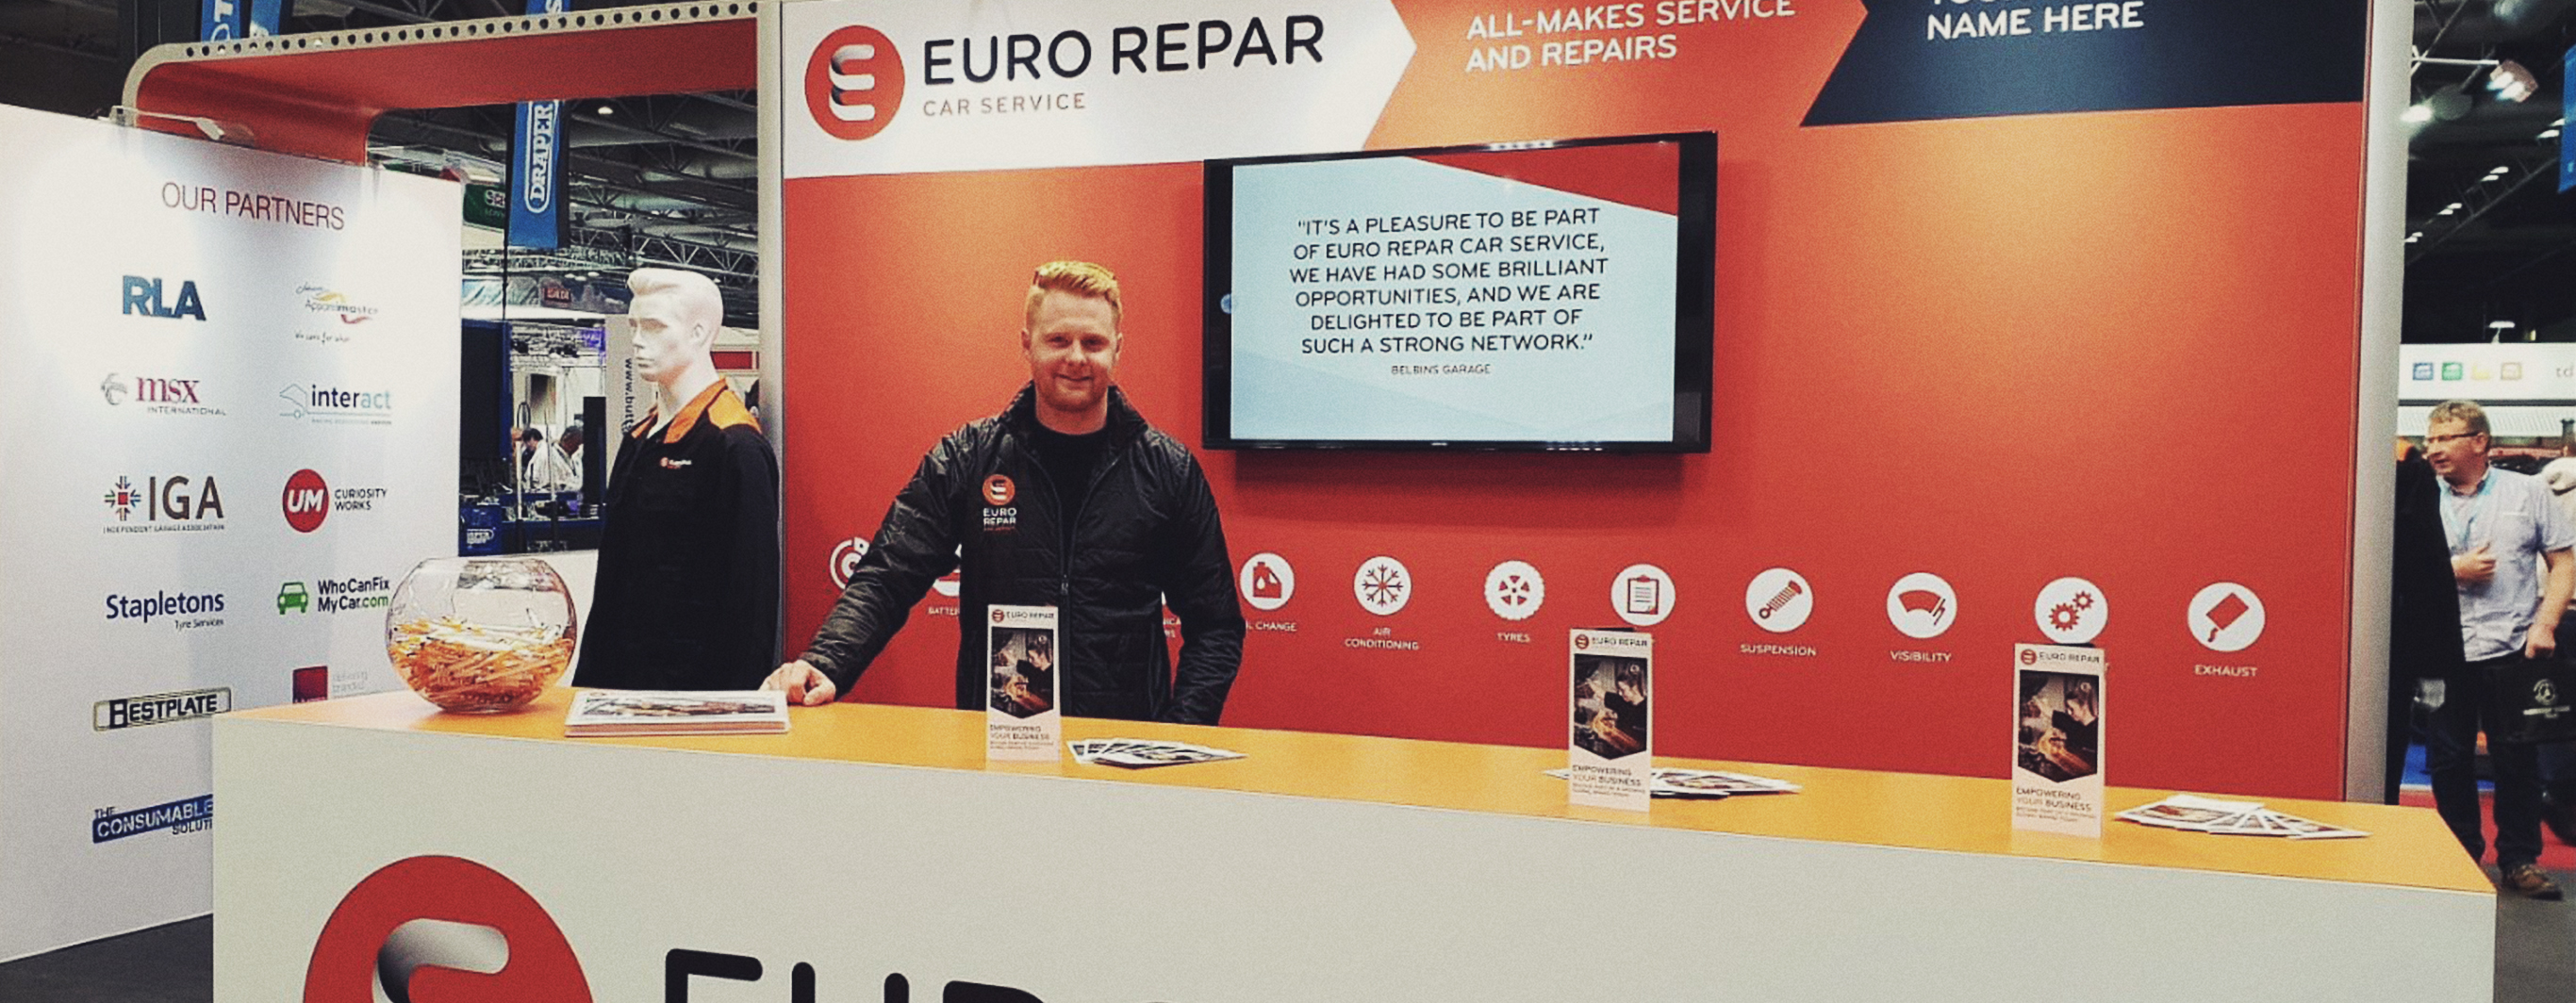 EURO REPAR
CAR SERVICE
ALL-MAKES SERVICE
AND REPAIRS
NAME HERE
DRAPER
OUR PARTNERS
RLA
msx
INTERNATIONAL
interact
IGA
INDEPENDENT GARAGE ASSOCIATION
UM
CURIOSITY
WORKS
Stapletons
Tyre Services
WhoCanFix
MyCar.com
BESTPLATE
THE
CONSUMABLE
SOLUTI
"IT'S A PLEASURE TO BE PART
OF EURO REPAR CAR SERVICE,
WE HAVE HAD SOME BRILLIANT
OPPORTUNITIES, AND WE ARE
DELIGHTED TO BE PART OF
SUCH A STRONG NETWORK."
BELBINS GARAGE
EURO
REPAR
BATTE
L CHANGE
AIR
CONDITIONING
TYRES
SUSPENSION
VISIBILITY
EXHAUST
EURO REPAR
EMPOWERING
YOUR BUSINESS
EURO REPAR
EMPOWERING
YOUR BUSINESS
EURO REPAR
EMPOWERING
YOUR BUSINESS
td